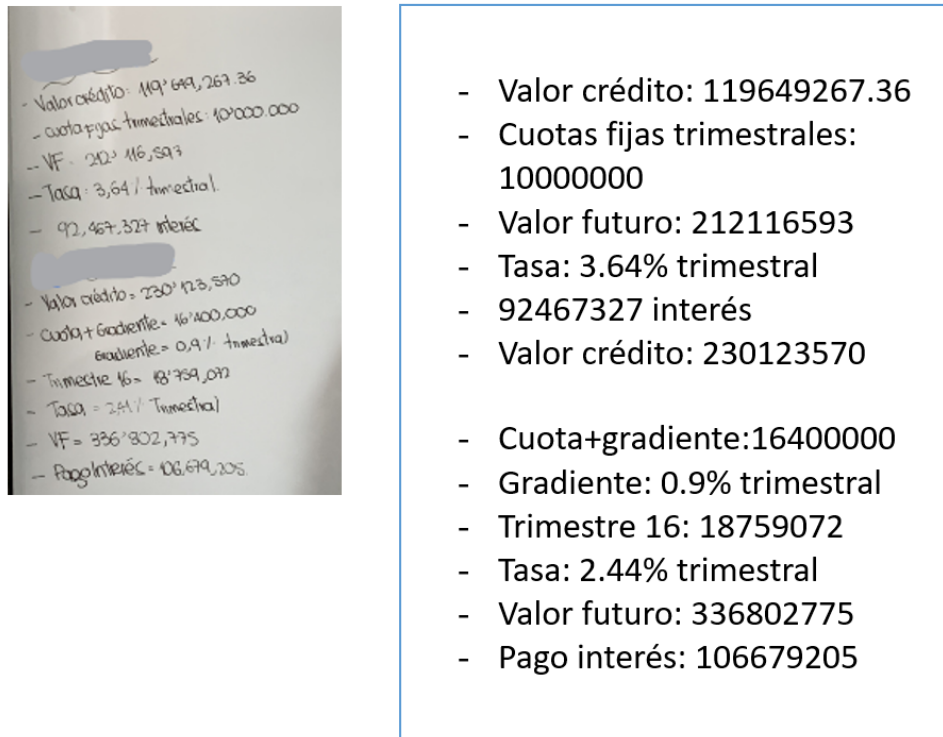 - Valor crédito: 119'649,267.36
- cuotas fijas trimestrales: 10'000.000
- VF: 212'116,593
- Tasa: 3,64% trimestral.
- 92,467,327 interés
- Valor crédito = 230'123,570
- Cuota + Gradiente = 16'400,000
Gradiente = 0,9% trimestral
- Trimestre 16 = 18'759,072
- Tasa = 2,44% Trimestral
- VF = 336'802,775
- Pago Interés = 106,679,205.
- Valor crédito: 119649267.36
- Cuotas fijas trimestrales:
10000000
- Valor futuro: 212116593
- Tasa: 3.64% trimestral
- 92467327 interés
- Valor crédito: 230123570
- Cuota+gradiente:16400000
- Gradiente: 0.9% trimestral
- Trimestre 16: 18759072
- Tasa: 2.44% trimestral
- Valor futuro: 336802775
- Pago interés: 106679205